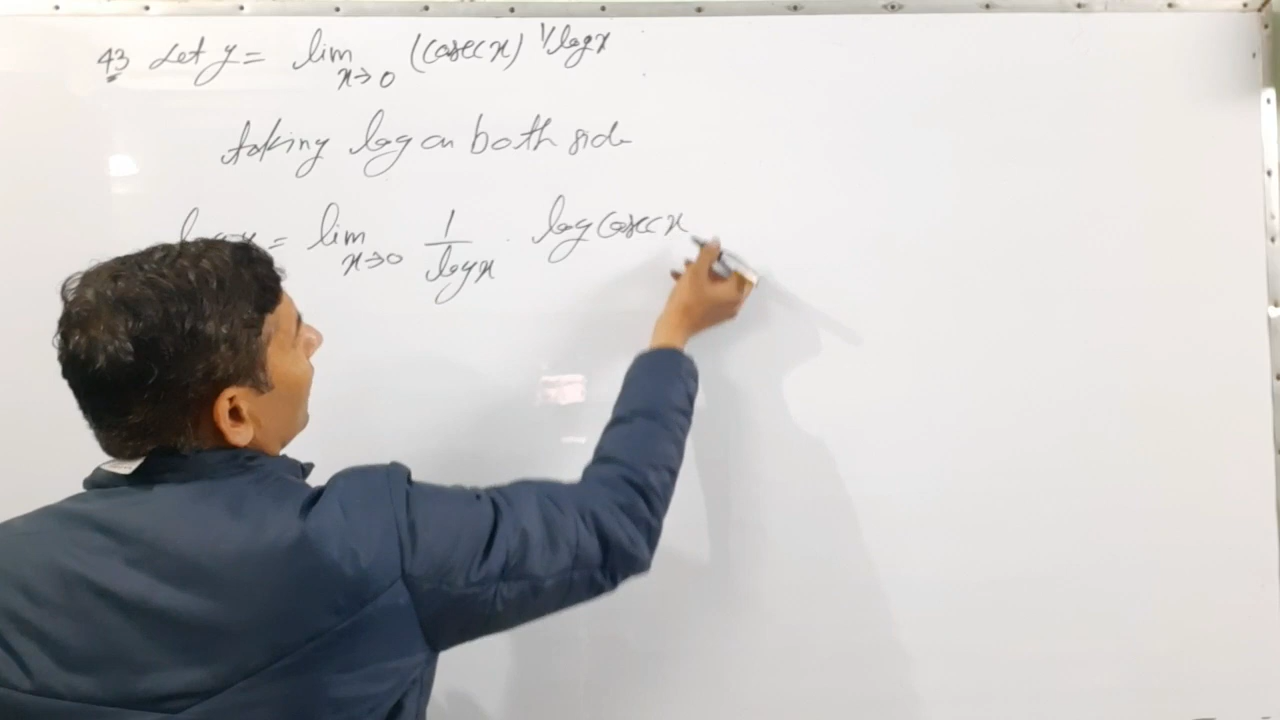 43 Let y = lim x→0 (cosec x)^1/log x
taking log on both side
= lim x→0 1/log x . log cosec x